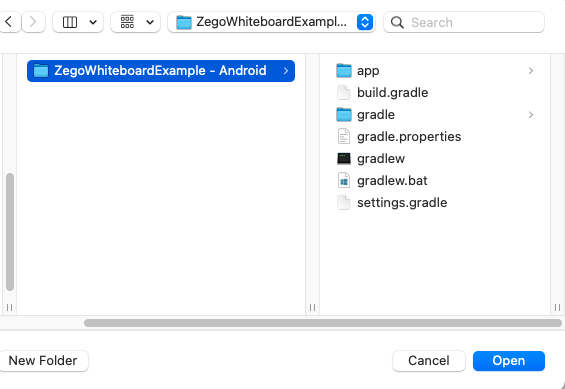 ZegoWhiteboardExampl...
Search
ZegoWhiteboardExample - Android
app
build.gradle
gradle
gradle.properties
gradlew
gradlew.bat
settings.gradle
New Folder
Cancel
Open